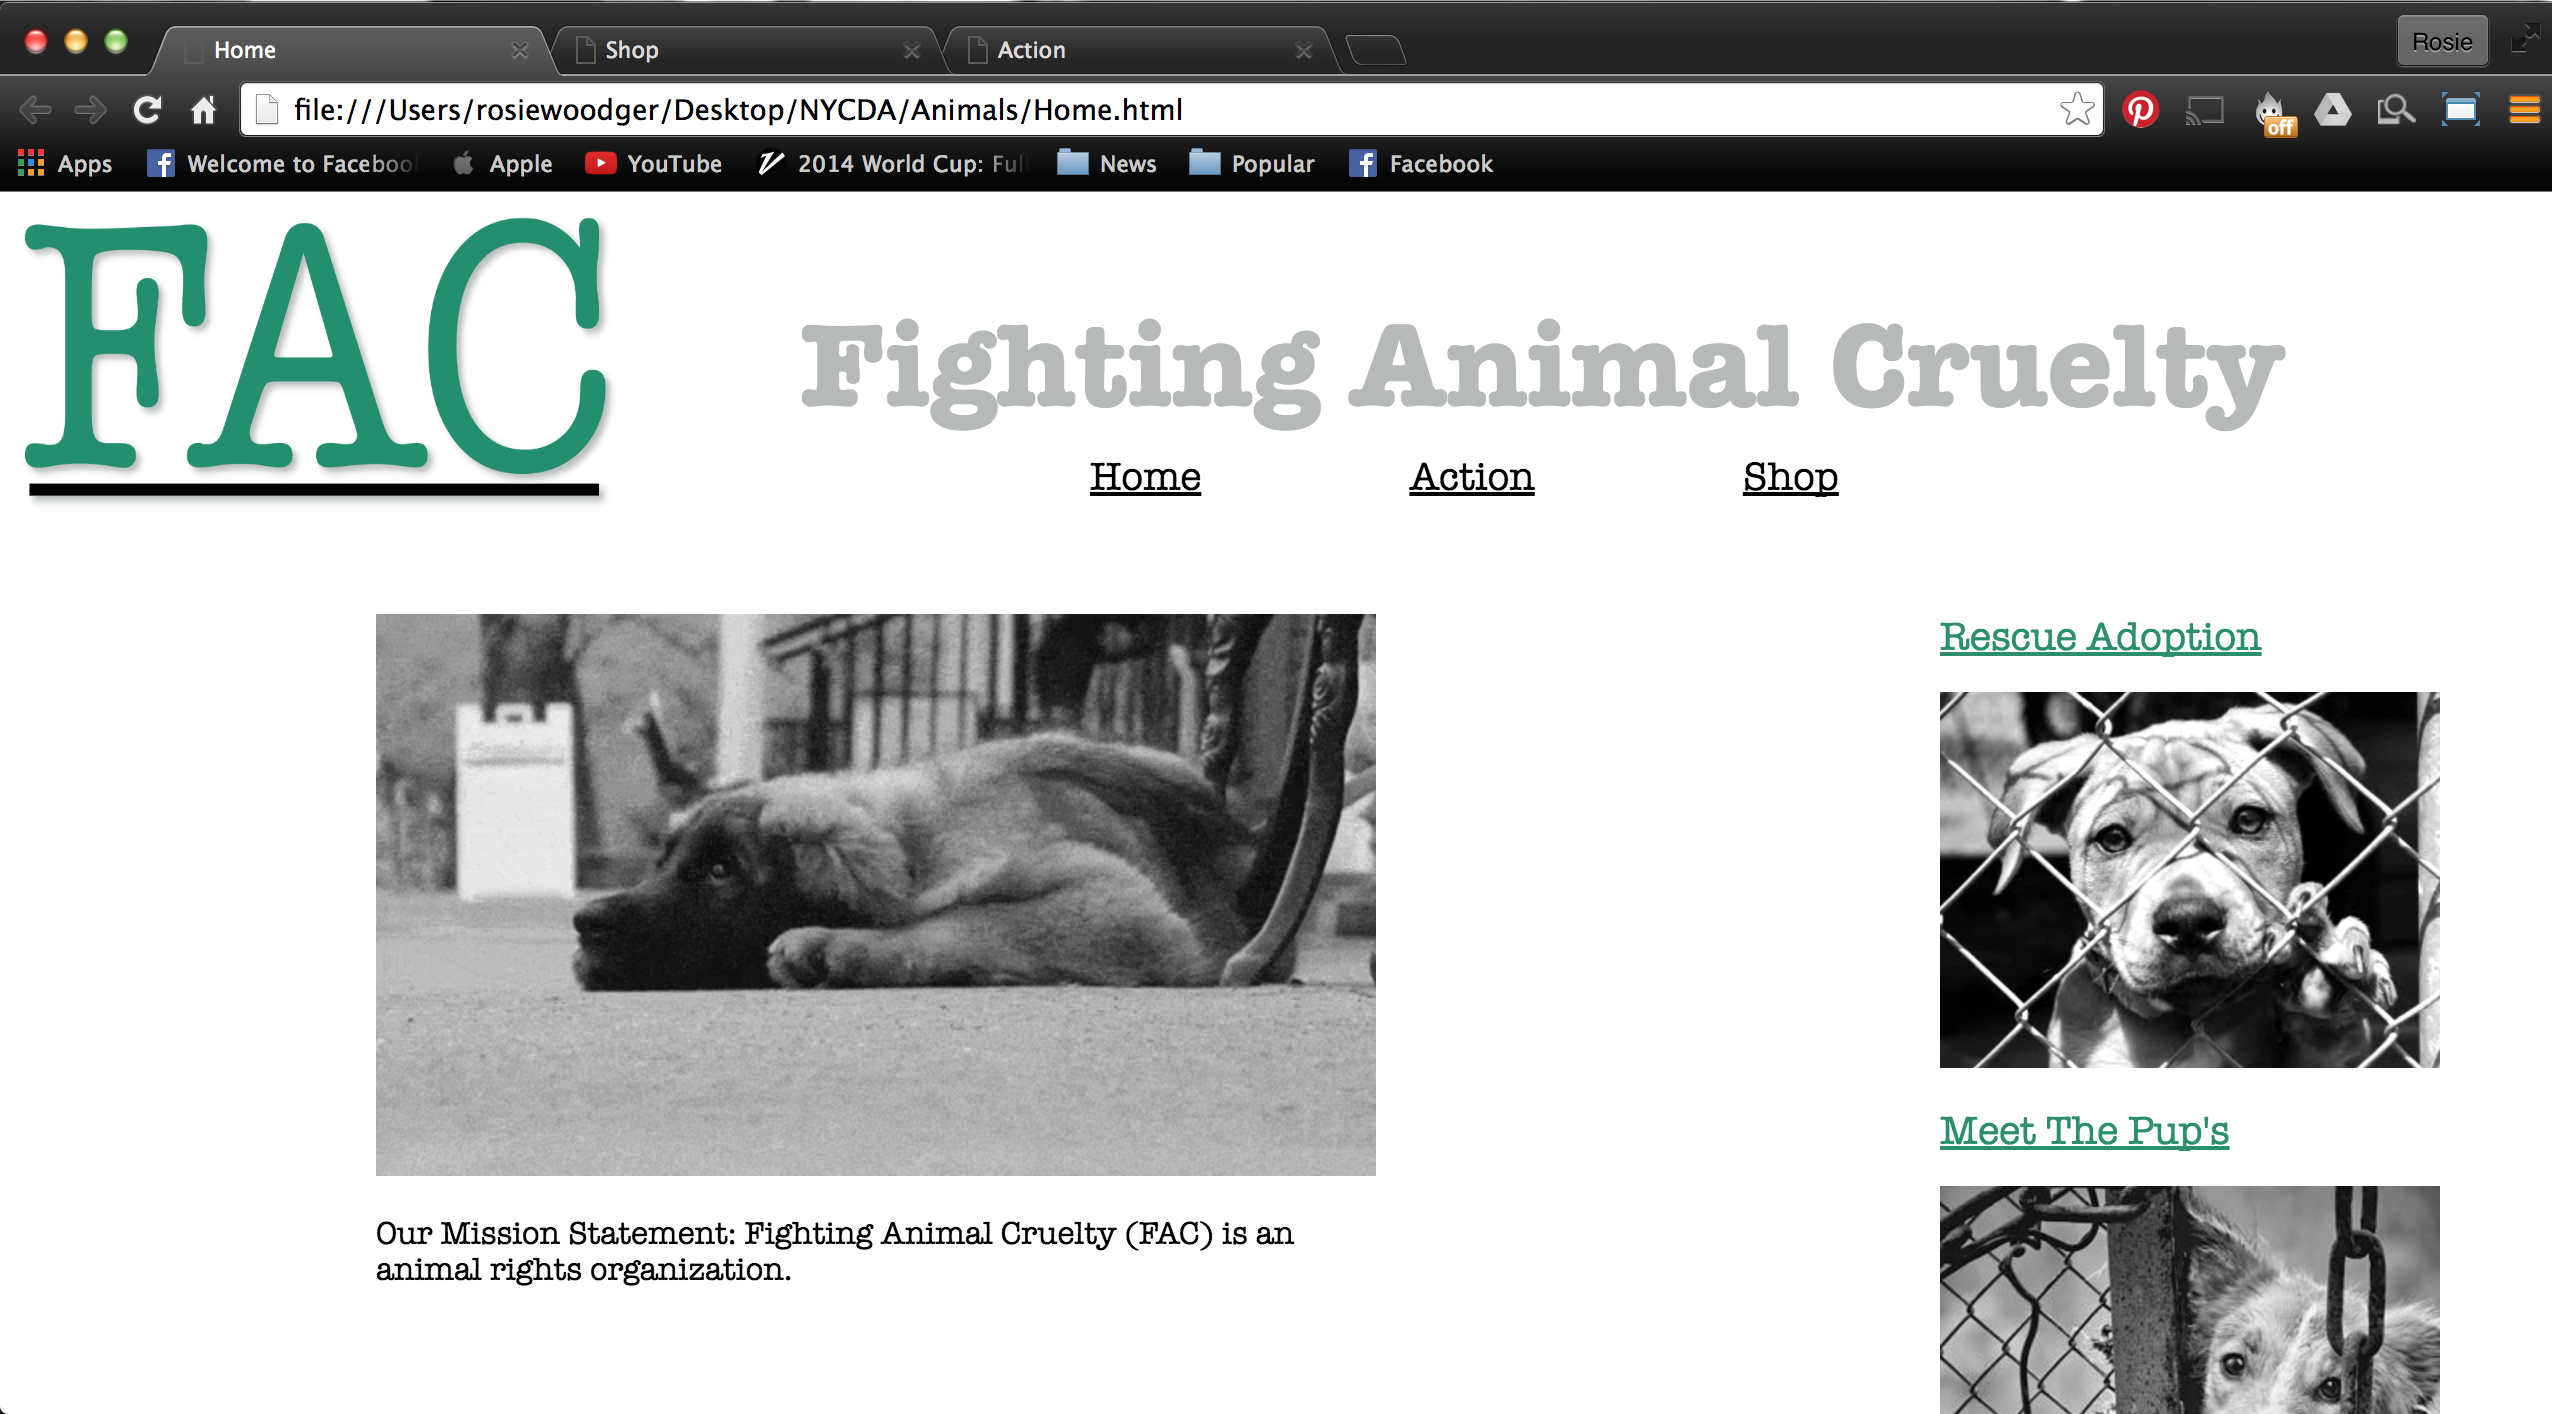 Home
Shop
Action
Rosie
file:///Users/rosiewoodger/Desktop/NYCDA/Animals/Home.html
off
Apps
Welcome to Facebool
Apple
YouTube
2014 World Cup: Full
News
Popular
Facebook
FAC
Fighting Animal Cruelty
Home
Action
Shop
Rescue Adoption
Meet The Pup's
Our Mission Statement: Fighting Animal Cruelty (FAC) is an
animal rights organization.